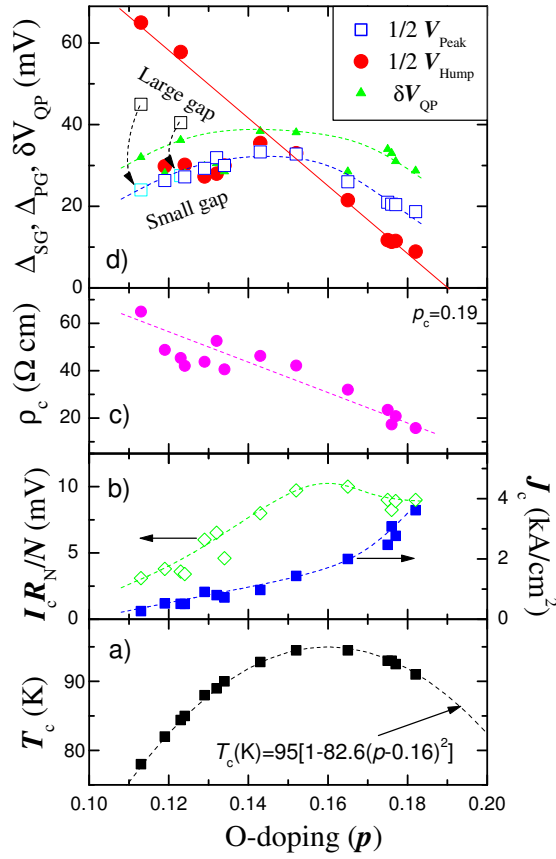 Δ_SG, Δ_PG, δV_QP (mV)
60
40
20
0
1/2 V_Peak
1/2 V_Hump
δV_QP
Large gap
Small gap
d)
ρ_c (Ω cm)
60
40
20
p_c=0.19
c)
I_cR_N/N (mV)
10
5
0
b)
4
2
0
J_c (kA/cm²)
T_c (K)
90
80
a)
T_c(K)=95[1-82.6(p-0.16)²]
0.10 0.12 0.14 0.16 0.18 0.20
O-doping (p)